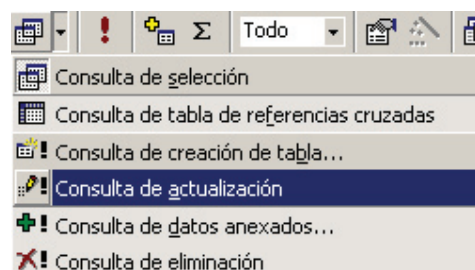 Σ Todo
Consulta de selección
Consulta de tabla de referencias cruzadas
Consulta de creación de tabla...
Consulta de actualización
Consulta de datos anexados...
Consulta de eliminación